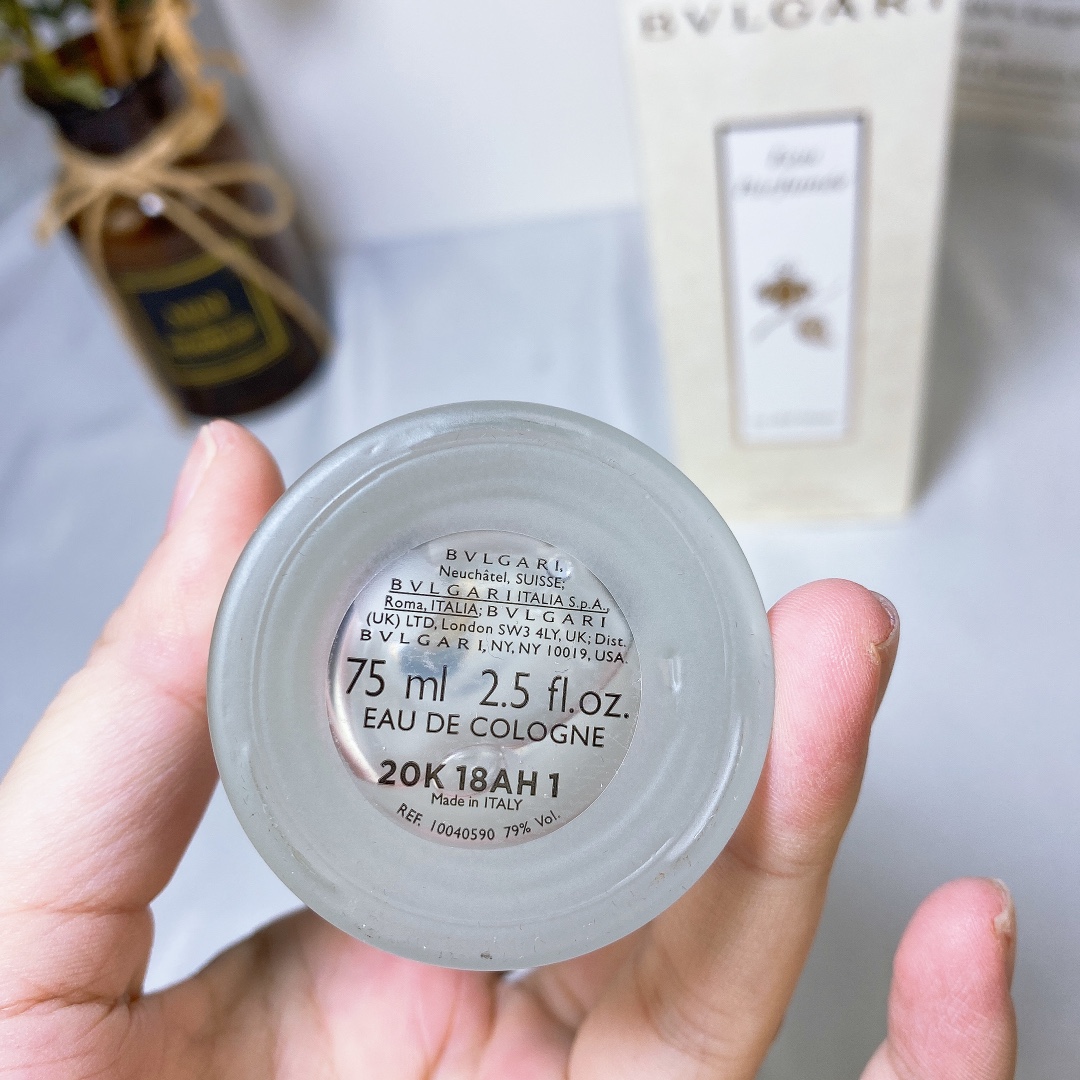 BVLGARI
BVLGARI,
Neuchâtel, SUISSE;
BVLGARI ITALIA S.p.A.,
Roma, ITALIA; BVLGARI
(UK) LTD, London SW3 4LY, UK; Dist.
BVLGARI, NY, NY 10019, USA.
75 ml 2.5 fl.oz.
EAU DE COLOGNE
20K 18AH 1
Made in ITALY
REF. 10040590 79% Vol.